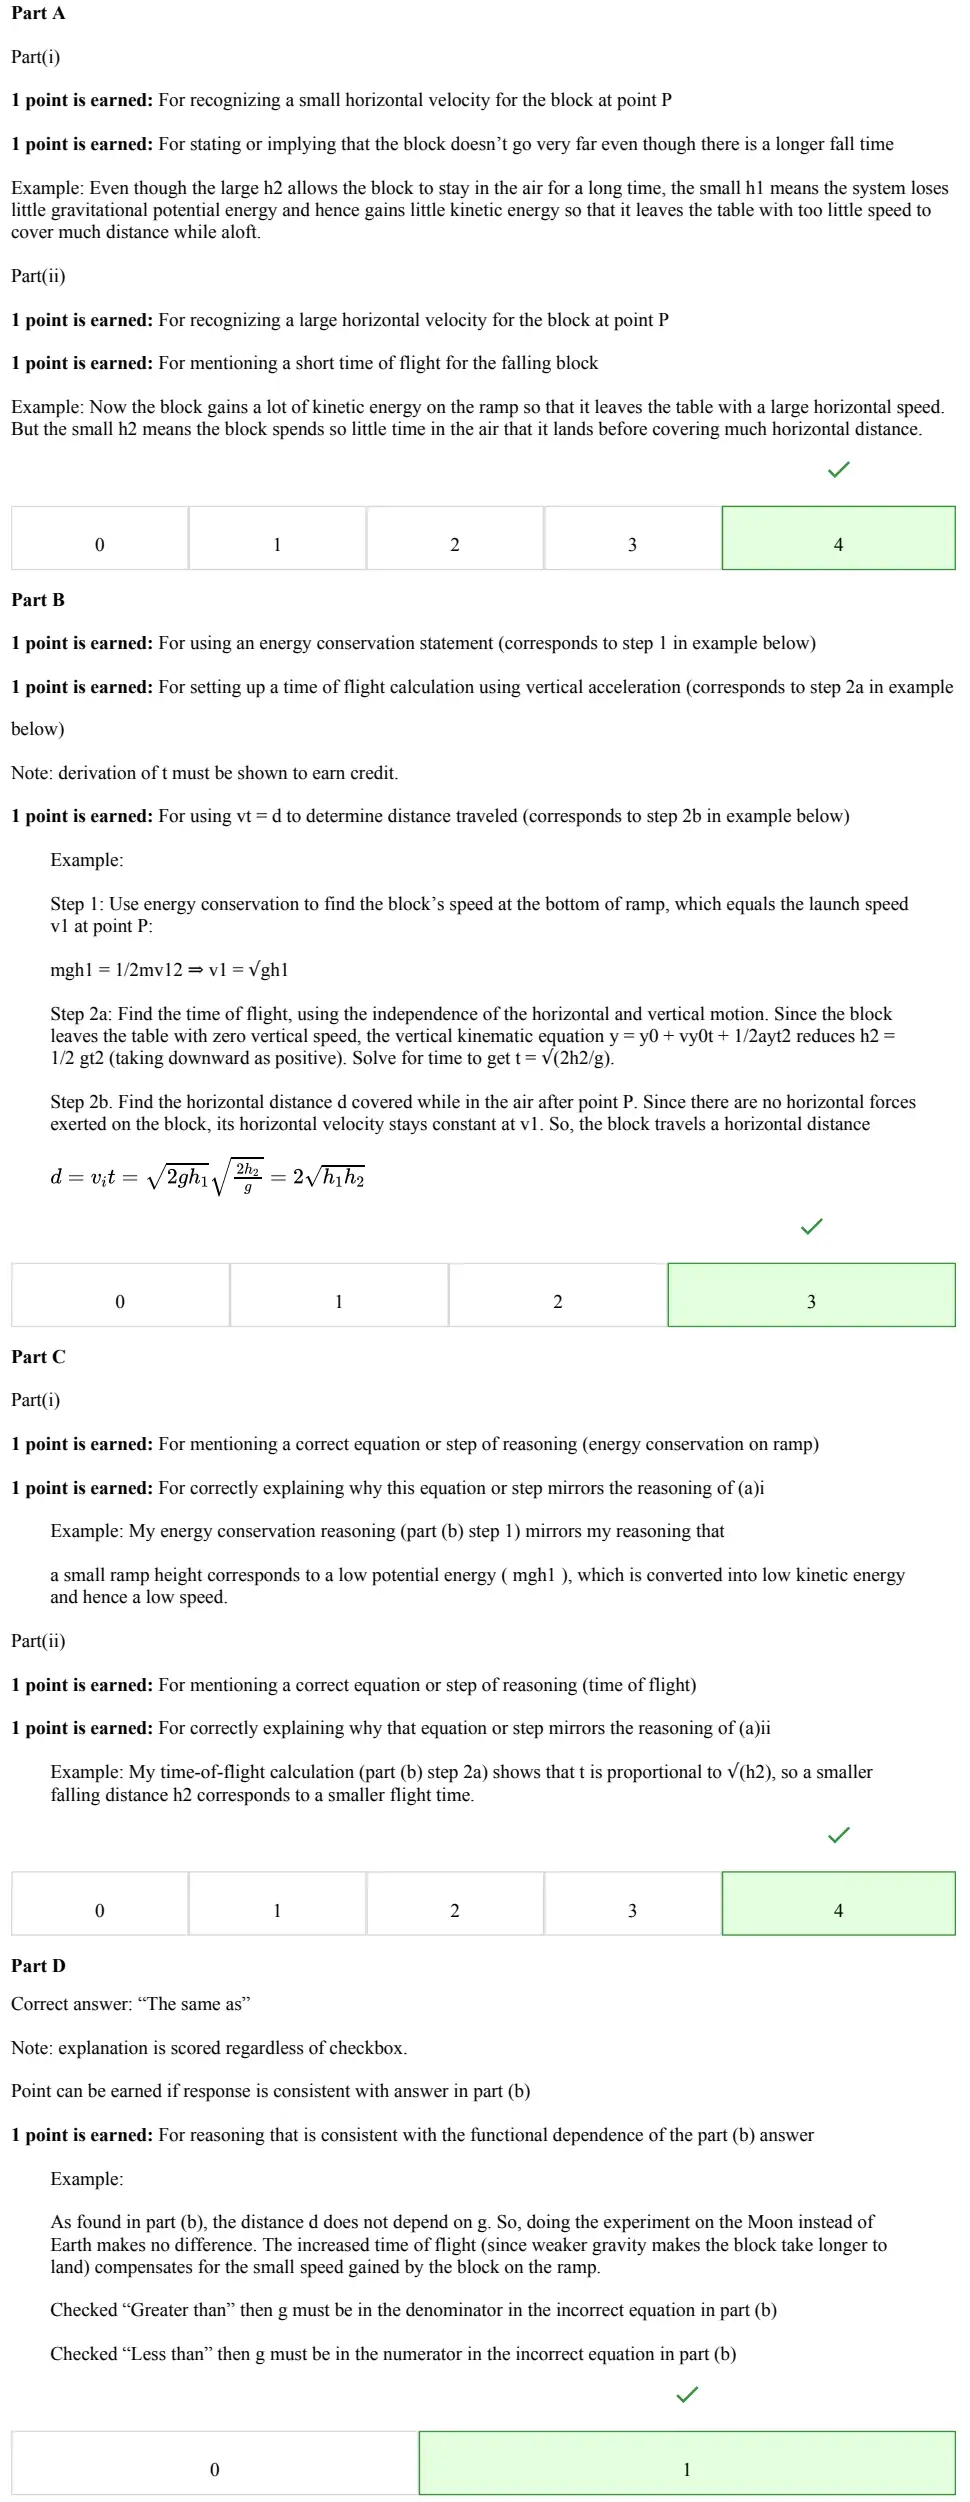 Part A
Part(i)
1 point is earned: For recognizing a small horizontal velocity for the block at point P
1 point is earned: For stating or implying that the block doesn’t go very far even though there is a longer fall time
Example: Even though the large h2 allows the block to stay in the air for a long time, the small h1 means the system loses
little gravitational potential energy and hence gains little kinetic energy so that it leaves the table with too little speed to
cover much distance while aloft.
Part(ii)
1 point is earned: For recognizing a large horizontal velocity for the block at point P
1 point is earned: For mentioning a short time of flight for the falling block
Example: Now the block gains a lot of kinetic energy on the ramp so that it leaves the table with a large horizontal speed.
But the small h2 means the block spends so little time in the air that it lands before covering much horizontal distance.
✓
0 1 2 3 4
Part B
1 point is earned: For using an energy conservation statement (corresponds to step 1 in example below)
1 point is earned: For setting up a time of flight calculation using vertical acceleration (corresponds to step 2a in example
below)
Note: derivation of t must be shown to earn credit.
1 point is earned: For using vt = d to determine distance traveled (corresponds to step 2b in example below)
Example:
Step 1: Use energy conservation to find the block’s speed at the bottom of ramp, which equals the launch speed
v1 at point P:
mgh1 = 1/2mv12 ⇒ v1 = √gh1
Step 2a: Find the time of flight, using the independence of the horizontal and vertical motion. Since the block
leaves the table with zero vertical speed, the vertical kinematic equation y = y0 + vy0t + 1/2ayt2 reduces h2 =
1/2 gt2 (taking downward as positive). Solve for time to get t = √(2h2/g).
Step 2b. Find the horizontal distance d covered while in the air after point P. Since there are no horizontal forces
exerted on the block, its horizontal velocity stays constant at v1. So, the block travels a horizontal distance
d = vᵢt = √2gh₁ √(2h₂/g) = 2√h₁h₂
✓
0 1 2 3
Part C
Part(i)
1 point is earned: For mentioning a correct equation or step of reasoning (energy conservation on ramp)
1 point is earned: For correctly explaining why this equation or step mirrors the reasoning of (a)i
Example: My energy conservation reasoning (part (b) step 1) mirrors my reasoning that
a small ramp height corresponds to a low potential energy ( mgh1 ), which is converted into low kinetic energy
and hence a low speed.
Part(ii)
1 point is earned: For mentioning a correct equation or step of reasoning (time of flight)
1 point is earned: For correctly explaining why that equation or step mirrors the reasoning of (a)ii
Example: My time-of-flight calculation (part (b) step 2a) shows that t is proportional to √(h2), so a smaller
falling distance h2 corresponds to a smaller flight time.
✓
0 1 2 3 4
Part D
Correct answer: “The same as”
Note: explanation is scored regardless of checkbox.
Point can be earned if response is consistent with answer in part (b)
1 point is earned: For reasoning that is consistent with the functional dependence of the part (b) answer
Example:
As found in part (b), the distance d does not depend on g. So, doing the experiment on the Moon instead of
Earth makes no difference. The increased time of flight (since weaker gravity makes the block take longer to
land) compensates for the small speed gained by the block on the ramp.
Checked “Greater than” then g must be in the denominator in the incorrect equation in part (b)
Checked “Less than” then g must be in the numerator in the incorrect equation in part (b)
✓
0 1